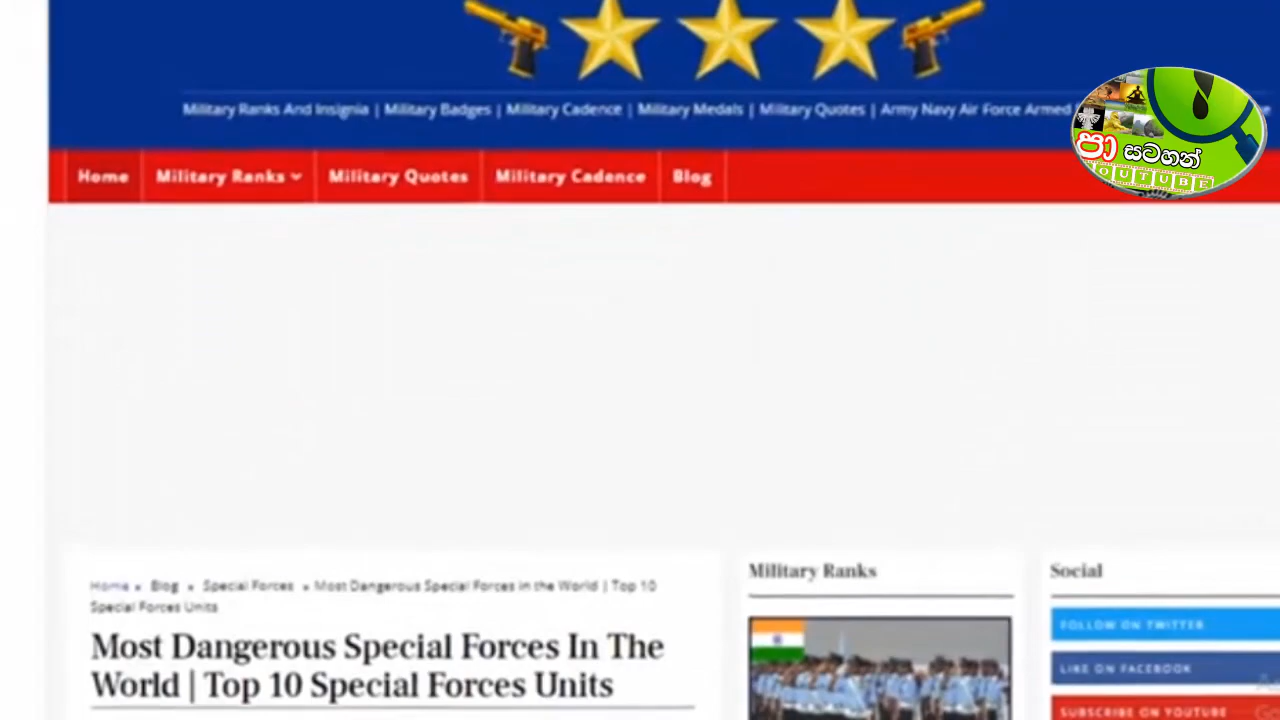 Military Ranks And Insignia | Military Badges | Military Cadence | Military Medals | Military Quotes | Army Navy Air Force Armed
පා සටහන්
YOUTUBE
Home Military Ranks Military Quotes Military Cadence Blog
Home • Blog • Special Forces • Most Dangerous Special Forces in the World | Top 10
Special Forces Units
Most Dangerous Special Forces In The
World | Top 10 Special Forces Units
Military Ranks
Social
FOLLOW ON TWITTER
LIKE ON FACEBOOK
SUBSCRIBE ON YOUTUBE